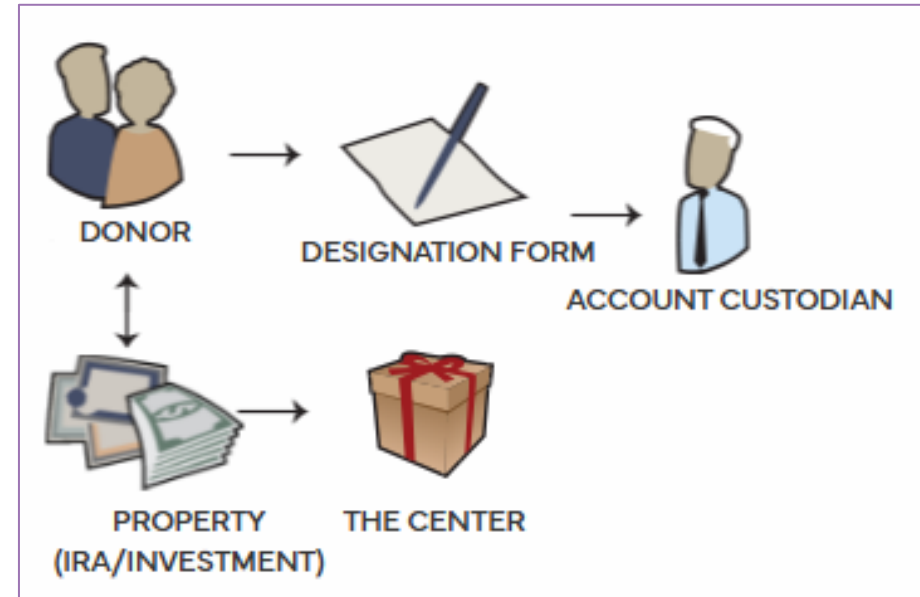 DONOR
DESIGNATION FORM
ACCOUNT CUSTODIAN
PROPERTY
(IRA/INVESTMENT)
THE CENTER